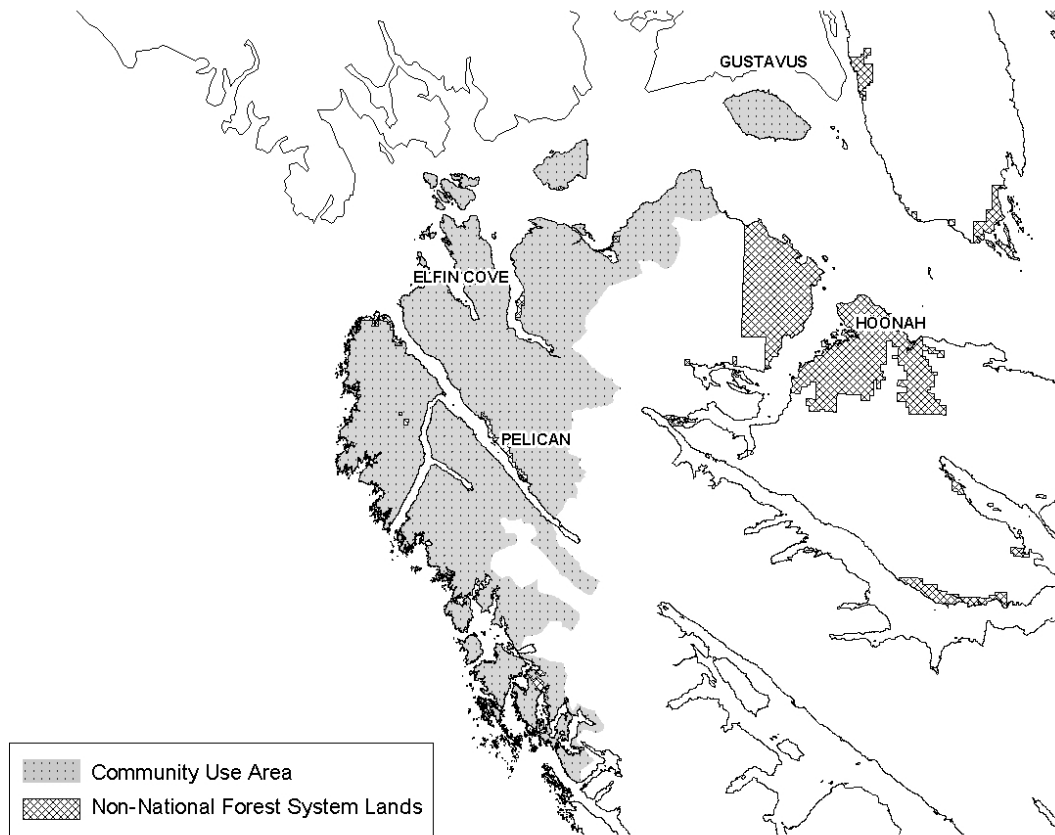 GUSTAVUS
ELFIN COVE
HOONAH
PELICAN
Community Use Area
Non-National Forest System Lands